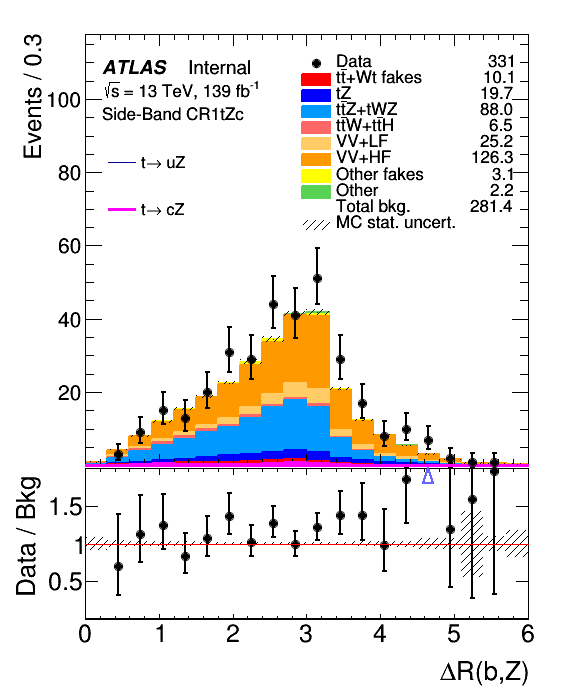 Events / 0.3
100
80
60
40
20
ATLAS Internal
√s = 13 TeV, 139 fb⁻¹
Side-Band CR1tZc
t→ uZ
t→ cZ
Data 331
tt̄+Wt fakes 10.1
tZ 19.7
tt̄Z+tWZ 88.0
tt̄W+tt̄H 6.5
VV+LF 25.2
VV+HF 126.3
Other fakes 3.1
Other 2.2
Total bkg. 281.4
MC stat. uncert.
Data / Bkg
1.5
1
0.5
0 1 2 3 4 5 6
ΔR(b,Z)